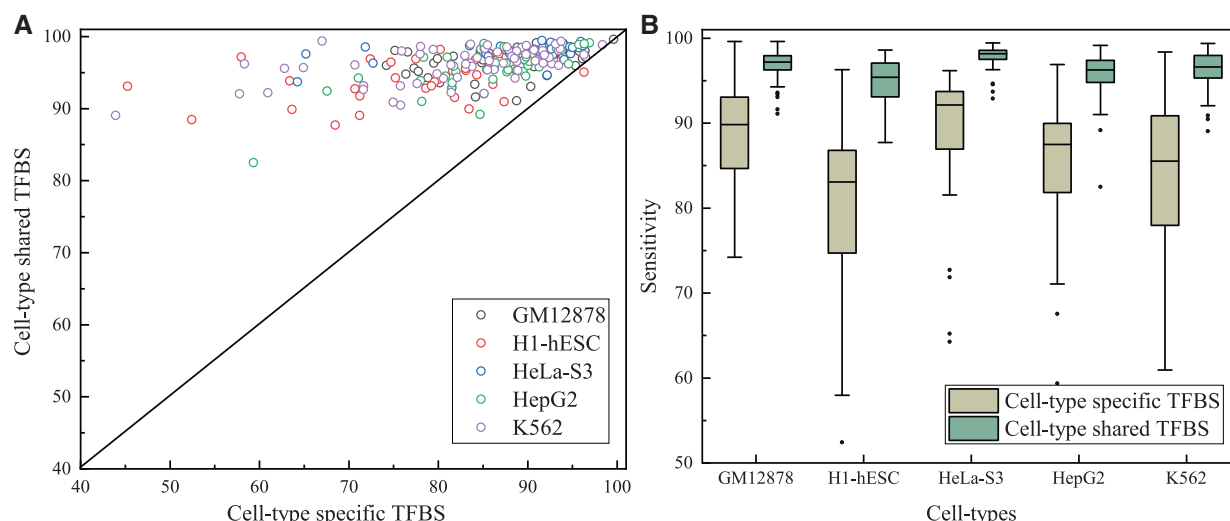 A
100
90
80
70
60
50
40
40
50
60
70
80
90
100
Cell-type shared TFBS
Cell-type specific TFBS
GM12878
H1-hESC
HeLa-S3
HepG2
K562
B
100
90
80
70
60
50
Sensitivity
Cell-type specific TFBS
Cell-type shared TFBS
GM12878
H1-hESC
HeLa-S3
HepG2
K562
Cell-types